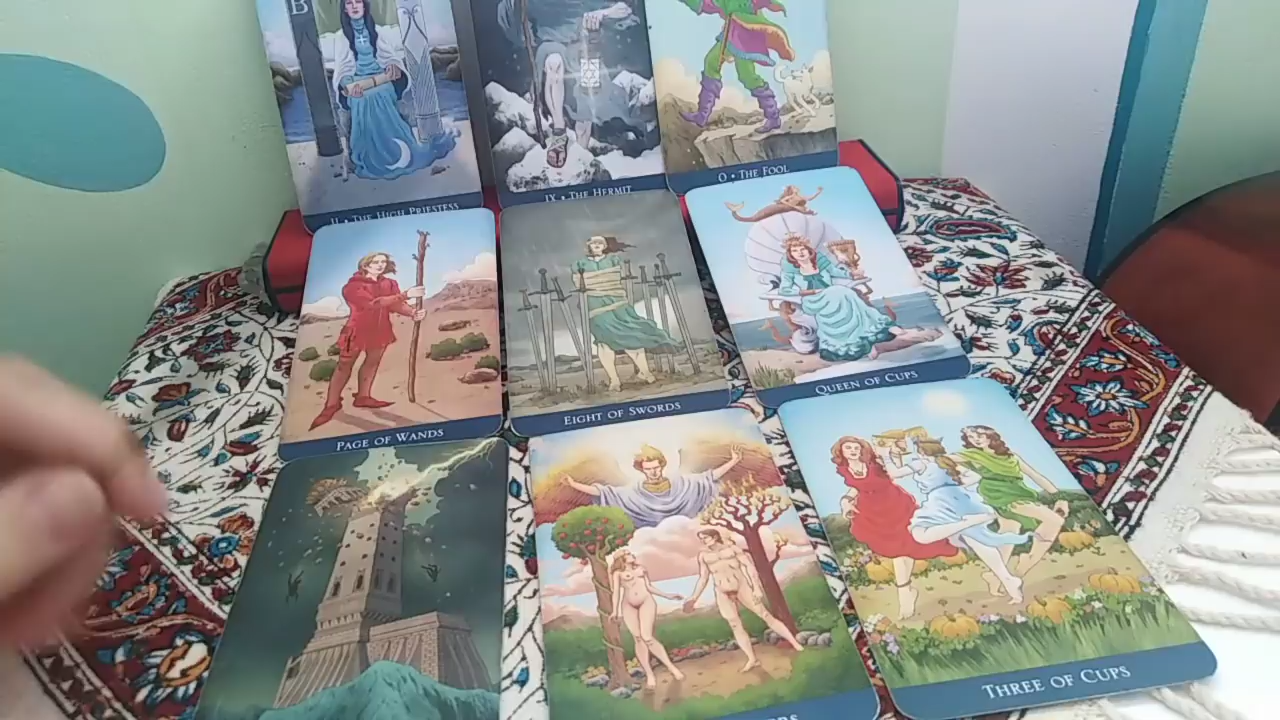 B
II • THE HIGH PRIESTESS
IX • THE HERMIT
0 • THE FOOL
PAGE OF WANDS
EIGHT OF SWORDS
QUEEN OF CUPS
THREE OF CUPS